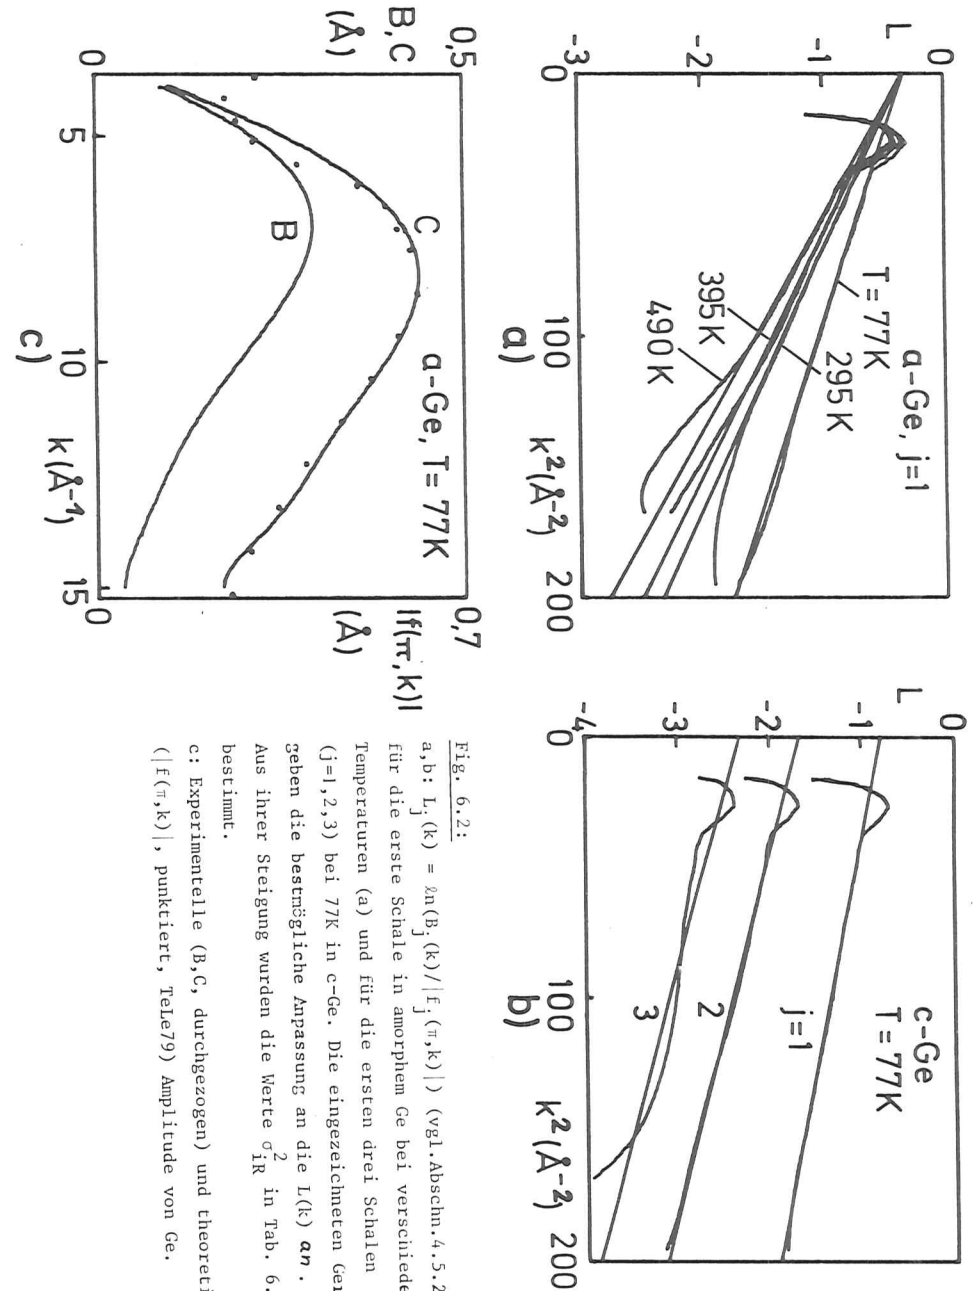 L
0
-1
-2
-3
0
100
200
a-Ge, j=1
T = 77K
295K
395K
490K
k²(Å⁻²)
a)
L
0
-1
-2
-3
-4
0
100
200
c-Ge
T = 77K
j=1
2
3
k²(Å⁻²)
b)
B,C
(Å)
0,5
0
5
10
15
C
B
a-Ge, T = 77K
k(Å⁻¹)
0,7
|f(π,k)|
(Å)
0
c)
Fig. 6.2:
a,b: L_j(k) = ln(B_j(k)/|f_j(π,k)|) (vgl.Abschn.4.5.2
für die erste Schale in amorphem Ge bei
Temperaturen (a) und für die ersten drei Schalen
(j=1,2,3) bei 77K in c-Ge. Die eingezeichneten
geben die bestmögliche Anpassung an die L(k) an.
Aus ihrer Steigung wurden die Werte σ_iR² in Tab. 6.
bestimmt.
c: Experimentelle (B,C, durchgezogen) und
(|f(π,k)|, punktiert, TeLe79) Amplitude von Ge.